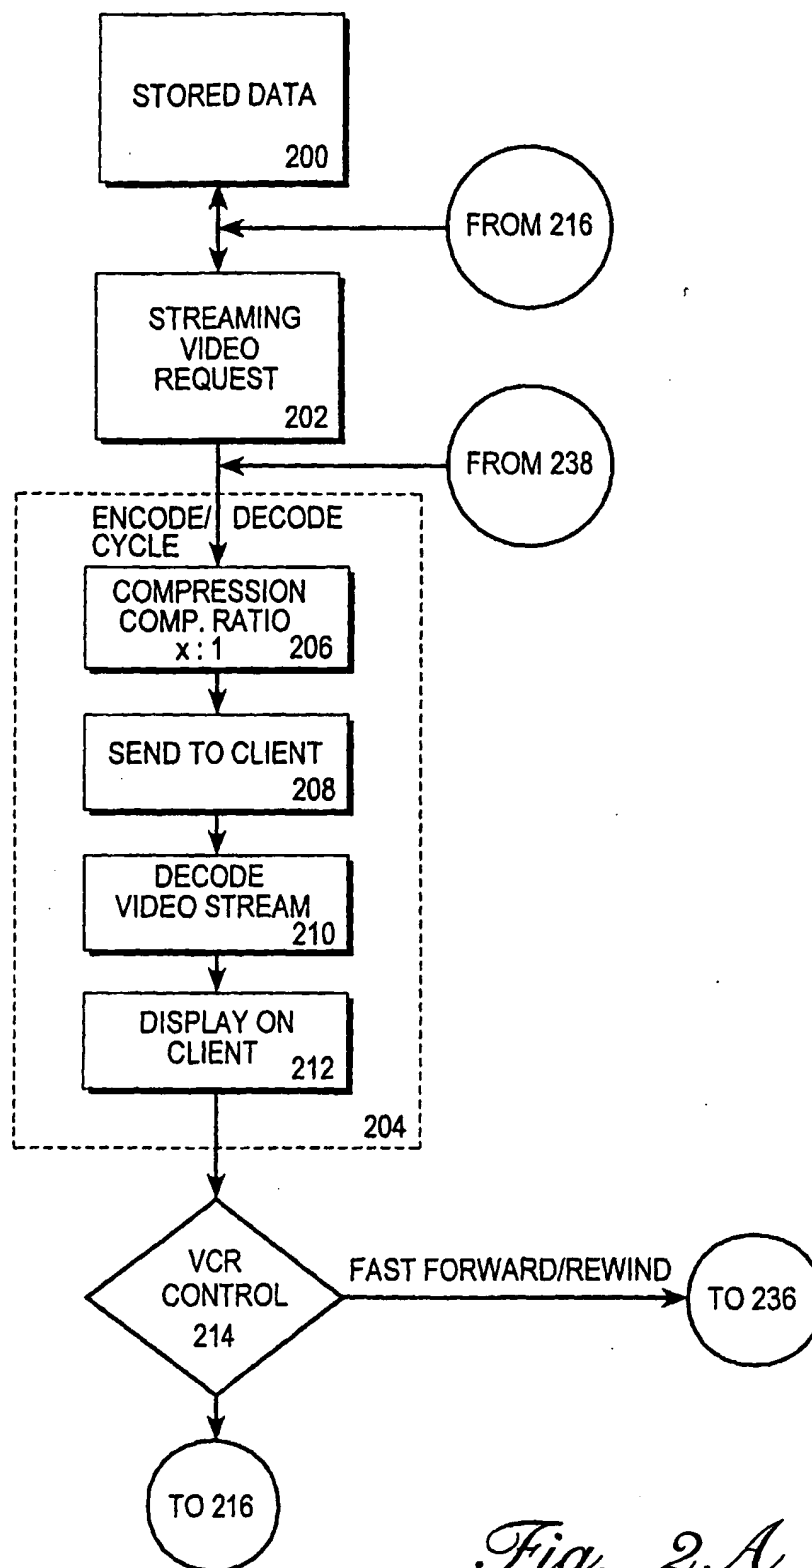 STORED DATA
200
FROM 216
STREAMING
VIDEO
REQUEST
202
FROM 238
ENCODE/ DECODE
CYCLE
COMPRESSION
COMP. RATIO
x : 1
206
SEND TO CLIENT
208
DECODE
VIDEO STREAM
210
DISPLAY ON
CLIENT
212
204
VCR
CONTROL
214
FAST FORWARD/REWIND
TO 236
TO 216
Fig. 2A